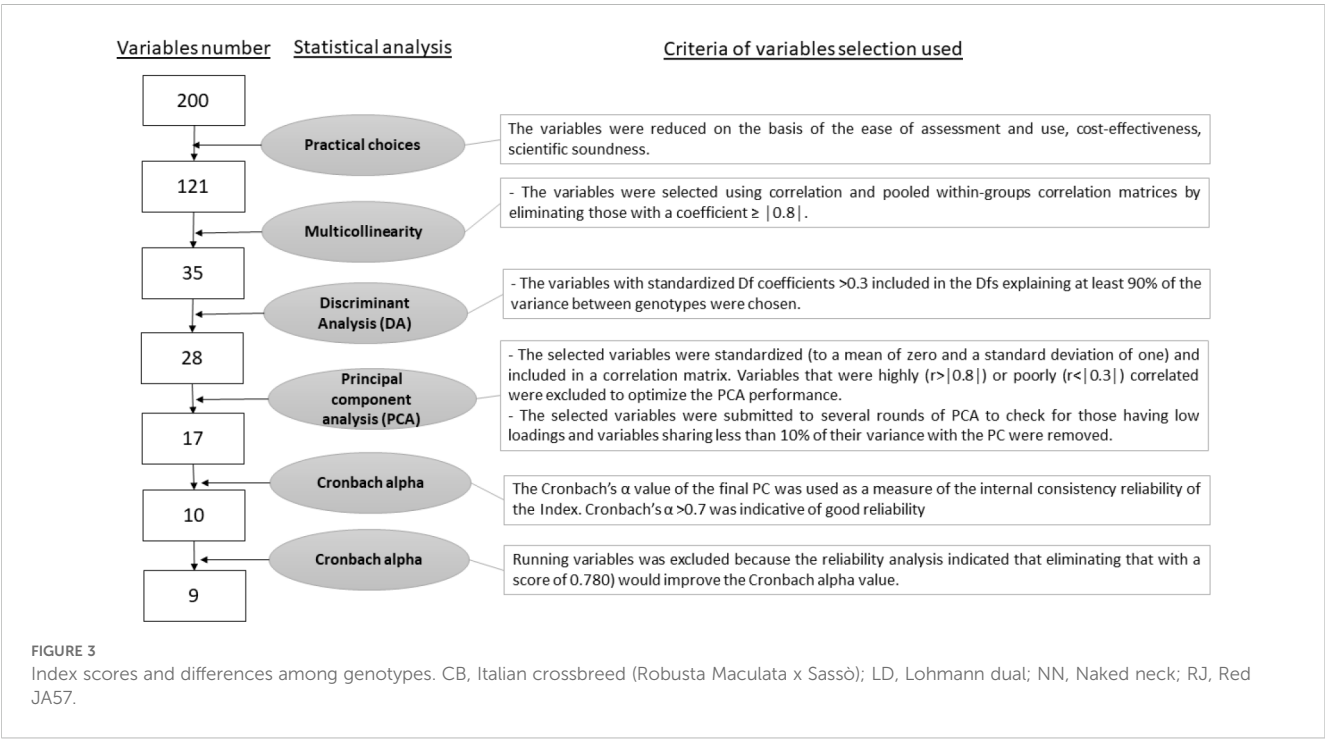 Variables number
Statistical analysis
Criteria of variables selection used
200
Practical choices
The variables were reduced on the basis of the ease of assessment and use, cost-effectiveness,
scientific soundness.
121
Multicollinearity
- The variables were selected using correlation and pooled within-groups correlation matrices by
eliminating those with a coefficient ≥ |0.8|.
35
Discriminant
Analysis (DA)
- The variables with standardized Df coefficients >0.3 included in the Dfs explaining at least 90% of the
variance between genotypes were chosen.
28
Principal
component
analysis (PCA)
- The selected variables were standardized (to a mean of zero and a standard deviation of one) and
included in a correlation matrix. Variables that were highly (r>|0.8|) or poorly (r<|0.3|) correlated
were excluded to optimize the PCA performance.
- The selected variables were submitted to several rounds of PCA to check for those having low
loadings and variables sharing less than 10% of their variance with the PC were removed.
17
Cronbach alpha
The Cronbach's α value of the final PC was used as a measure of the internal consistency reliability of
the Index. Cronbach's α >0.7 was indicative of good reliability
10
Cronbach alpha
Running variables was excluded because the reliability analysis indicated that eliminating that with a
score of 0.780) would improve the Cronbach alpha value.
9
FIGURE 3
Index scores and differences among genotypes. CB, Italian crossbreed (Robusta Maculata x Sassò); LD, Lohmann dual; NN, Naked neck; RJ, Red
JA57.